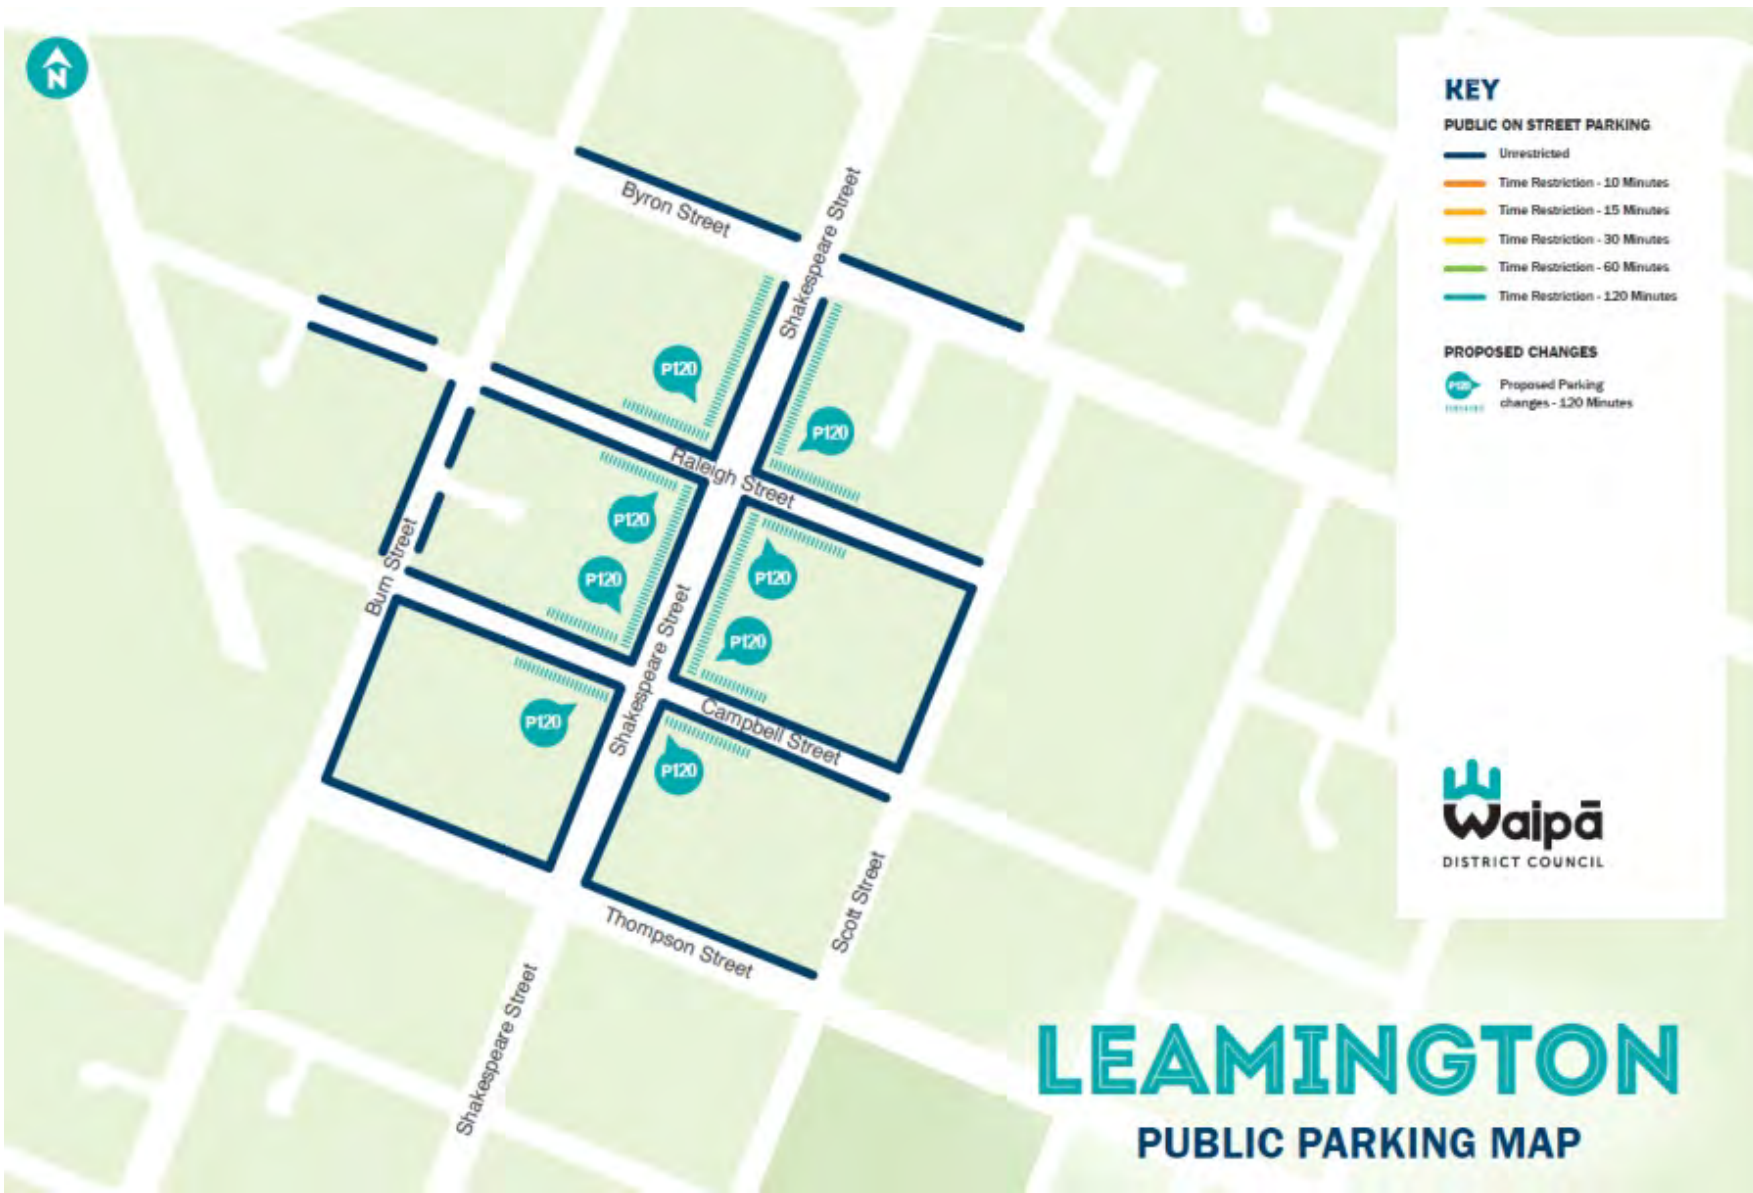 N
Byron Street
Shakespeare Street
P120
P120
Raleigh Street
P120
P120
P120
P120
Burn Street
Shakespeare Street
P120
Campbell Street
P120
Scott Street
Thompson Street
Shakespeare Street
KEY
PUBLIC ON STREET PARKING
Unrestricted
Time Restriction - 10 Minutes
Time Restriction - 15 Minutes
Time Restriction - 30 Minutes
Time Restriction - 60 Minutes
Time Restriction - 120 Minutes
PROPOSED CHANGES
P120
Proposed Parking
changes - 120 Minutes
Waipā
DISTRICT COUNCIL
LEAMINGTON
PUBLIC PARKING MAP